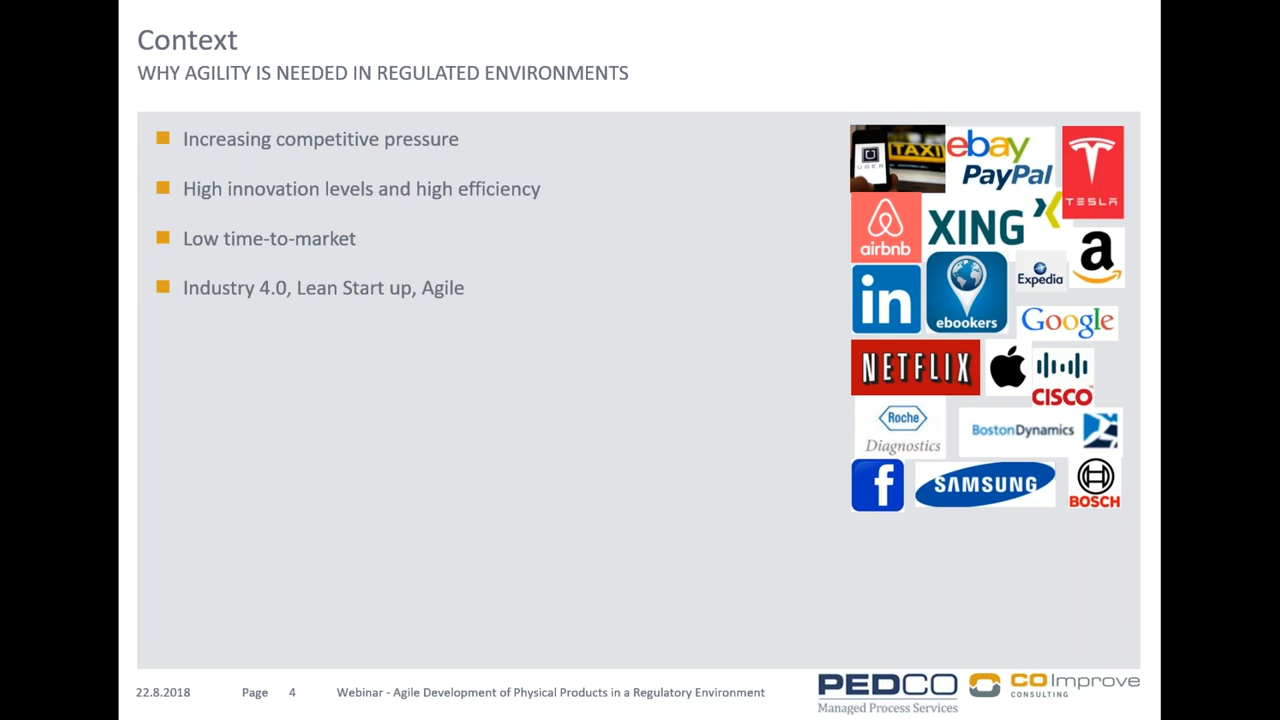 Context
WHY AGILITY IS NEEDED IN REGULATED ENVIRONMENTS
Increasing competitive pressure
High innovation levels and high efficiency
Low time-to-market
Industry 4.0, Lean Start up, Agile
UBER
TAXI
ebay
PayPal
TESLA
airbnb
XING
a
in
ebookers
Expedia
Google
NETFLIX
CISCO
Roche
Diagnostics
BostonDynamics
f
SAMSUNG
BOSCH
22.8.2018 Page 4 Webinar - Agile Development of Physical Products in a Regulatory Environment
PEDCO
Managed Process Services
COImprove
CONSULTING